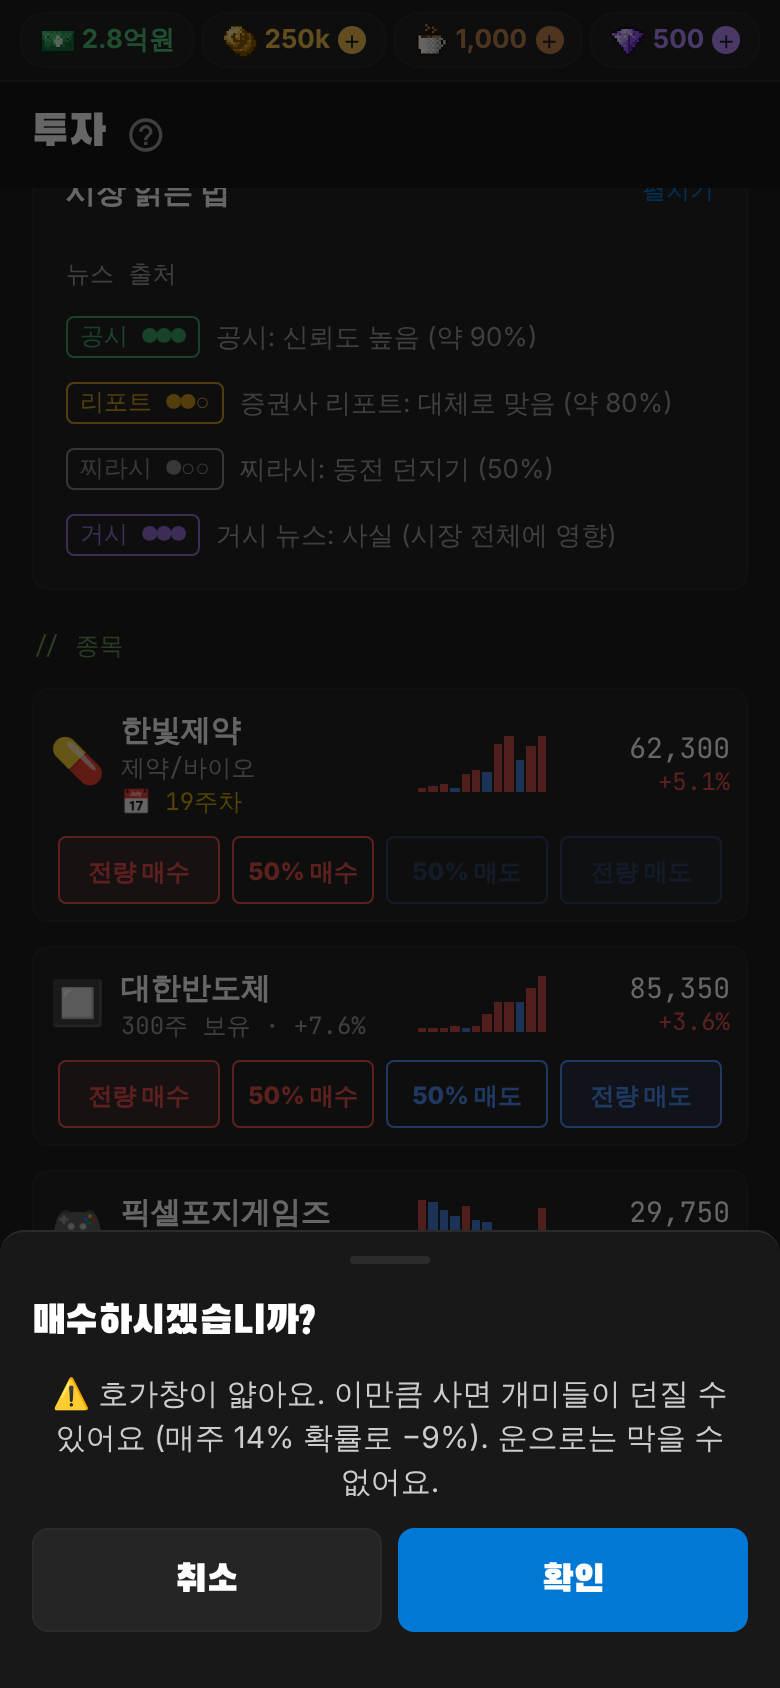 2.8억원 250k + 1,000 + 500 +
투자 ?
시장 읽는 법 펼치기
뉴스 출처
공시 ●●● 공시: 신뢰도 높음 (약 90%)
리포트 ●●○ 증권사 리포트: 대체로 맞음 (약 80%)
찌라시 ●○○ 찌라시: 동전 던지기 (50%)
거시 ●●● 거시 뉴스: 사실 (시장 전체에 영향)
// 종목
한빛제약 62,300
제약/바이오 +5.1%
📅 19주차
전량 매수 50% 매수 50% 매도 전량 매도
대한반도체 85,350
300주 보유 · +7.6% +3.6%
전량 매수 50% 매수 50% 매도 전량 매도
픽셀포지게임즈 29,750
매수하시겠습니까?
⚠️ 호가창이 얇아요. 이만큼 사면 개미들이 던질 수
있어요 (매주 14% 확률로 −9%). 운으로는 막을 수
없어요.
취소 확인